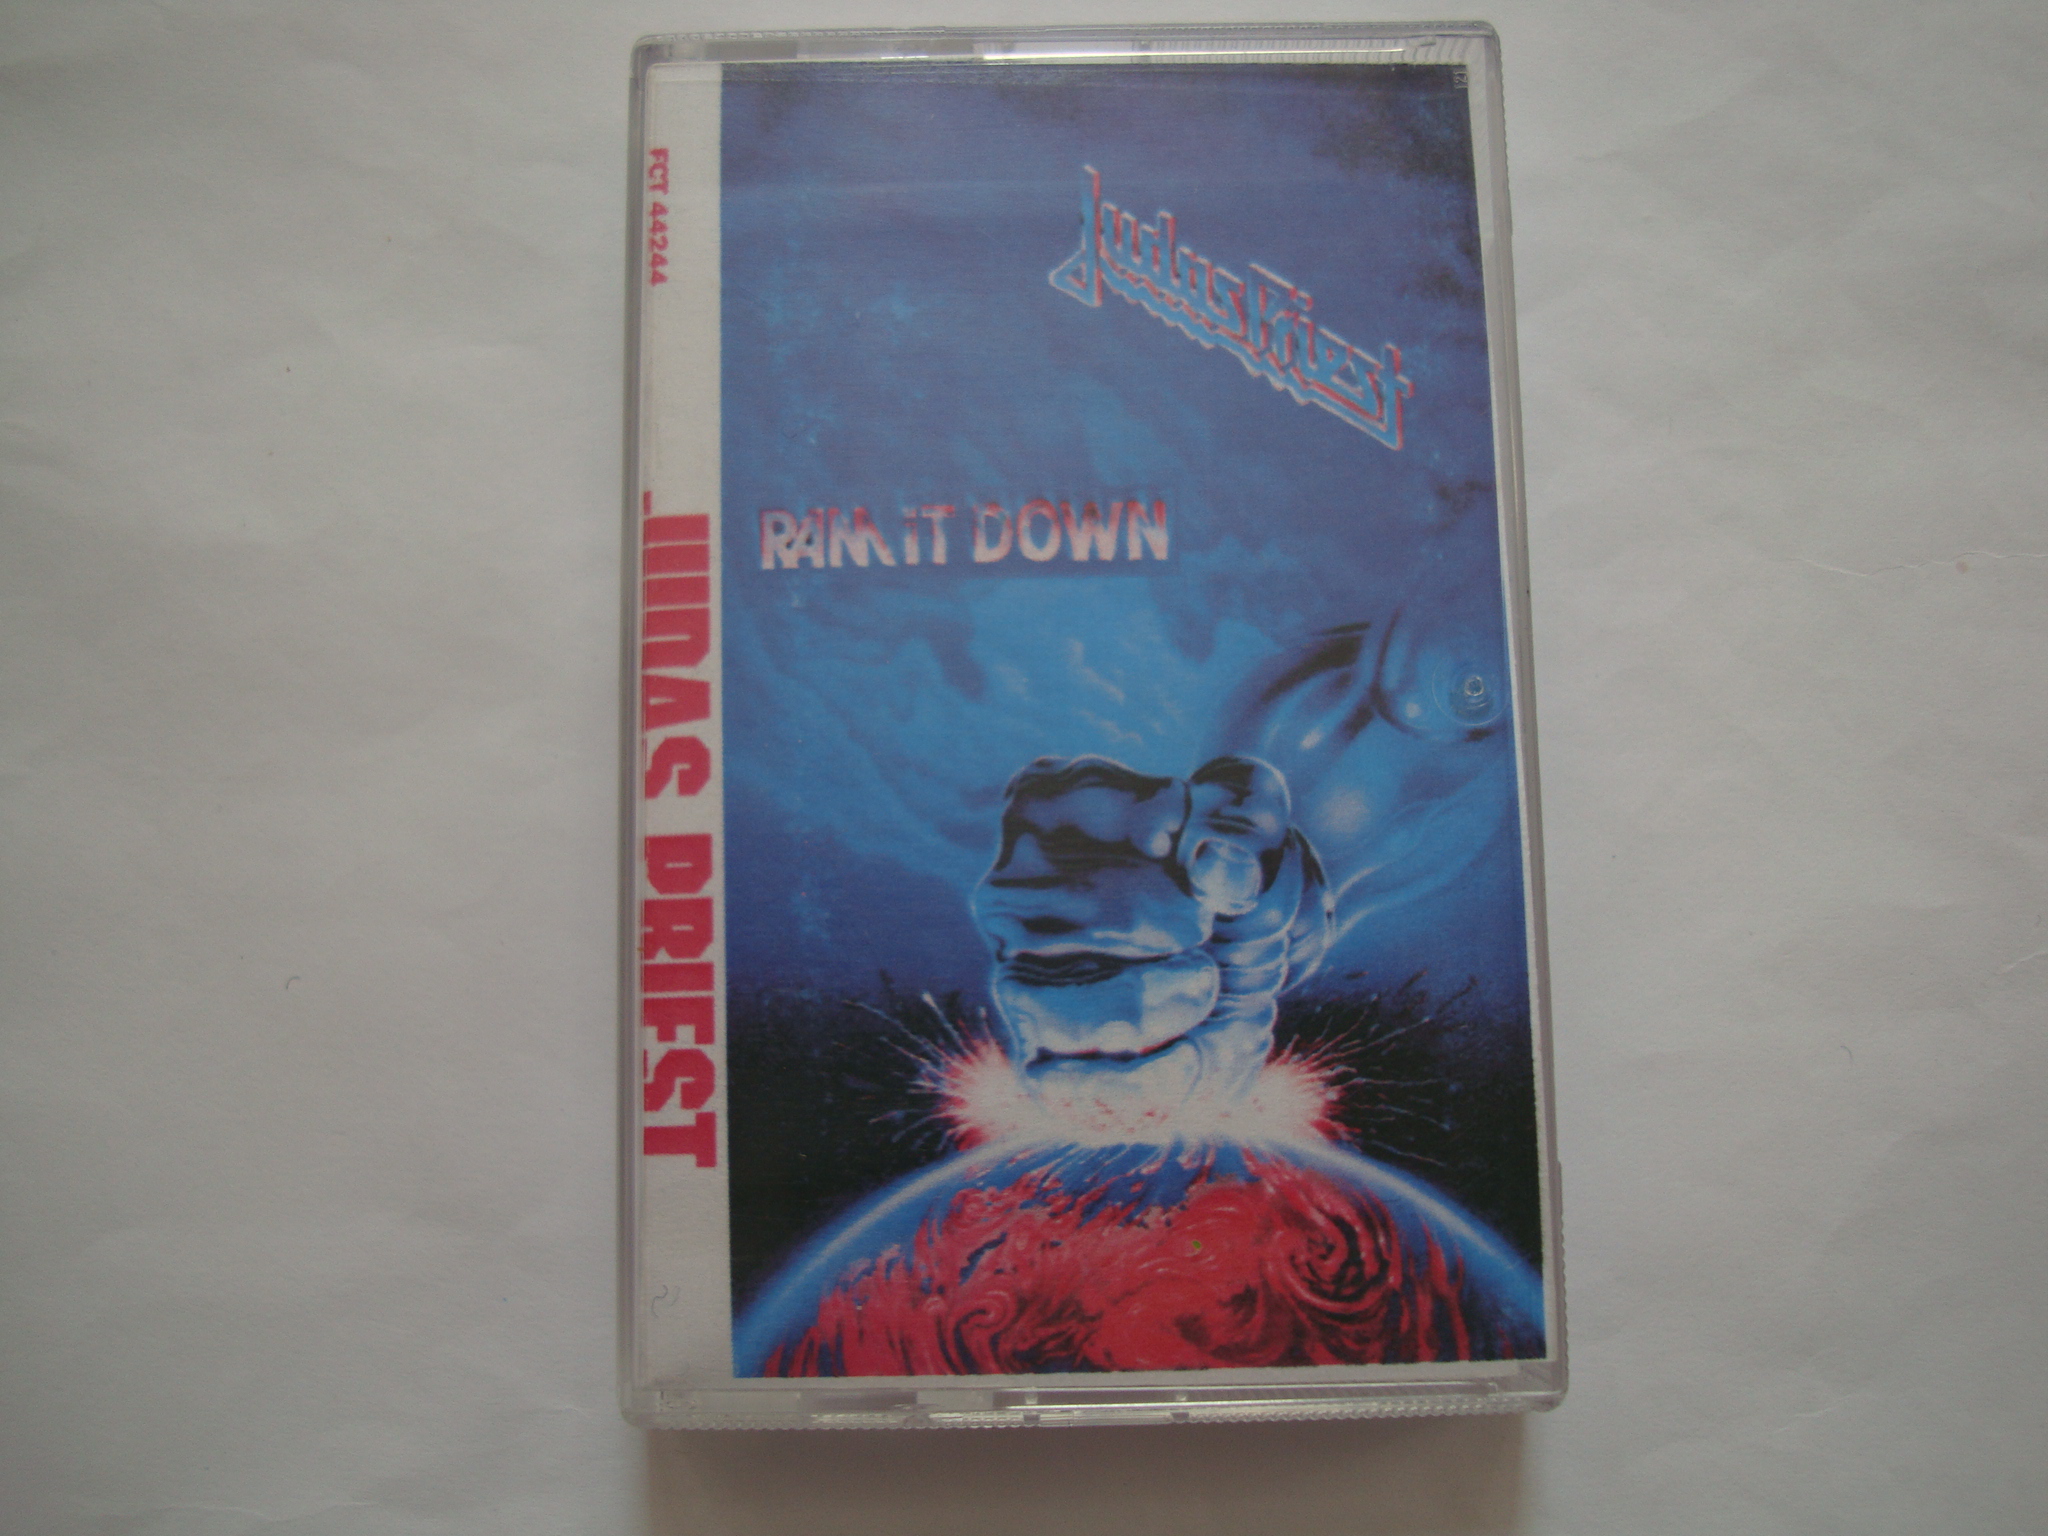 FCT 44244
JUDAS PRIEST
Judas Priest
RAM iT DOWN